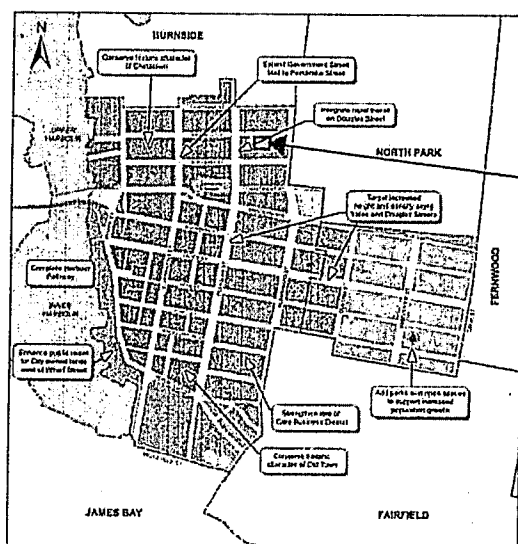 N
BURNSIDE
Conserve historic character
of Chinatown
Extend Government Street
Mall to Pembroke Street
Integrate rapid transit
on Douglas Street
UPPER
HARBOUR
NORTH PARK
Target increased
height and density along
Yates and Douglas Streets
FERNWOOD
Complete Harbour
Pathway
INNER
HARBOUR
Enhance public realm
for City owned lands
west of Wharf Street
Add parks and open spaces
to support increased
population growth
Strengthen role of
Core Business District
Conserve historic
character of Old Town
JAMES BAY
FAIRFIELD